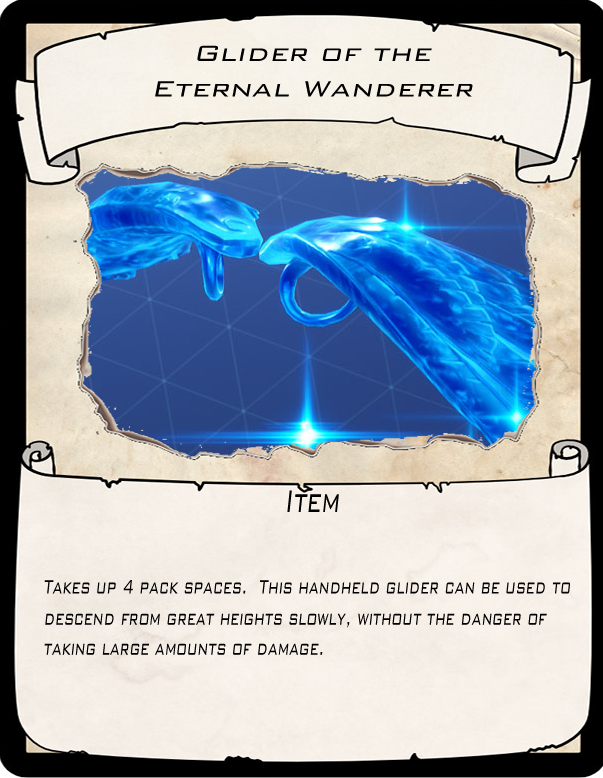 Glider of the
Eternal Wanderer
Item
Takes up 4 pack spaces. This handheld glider can be used to
descend from great heights slowly, without the danger of
taking large amounts of damage.